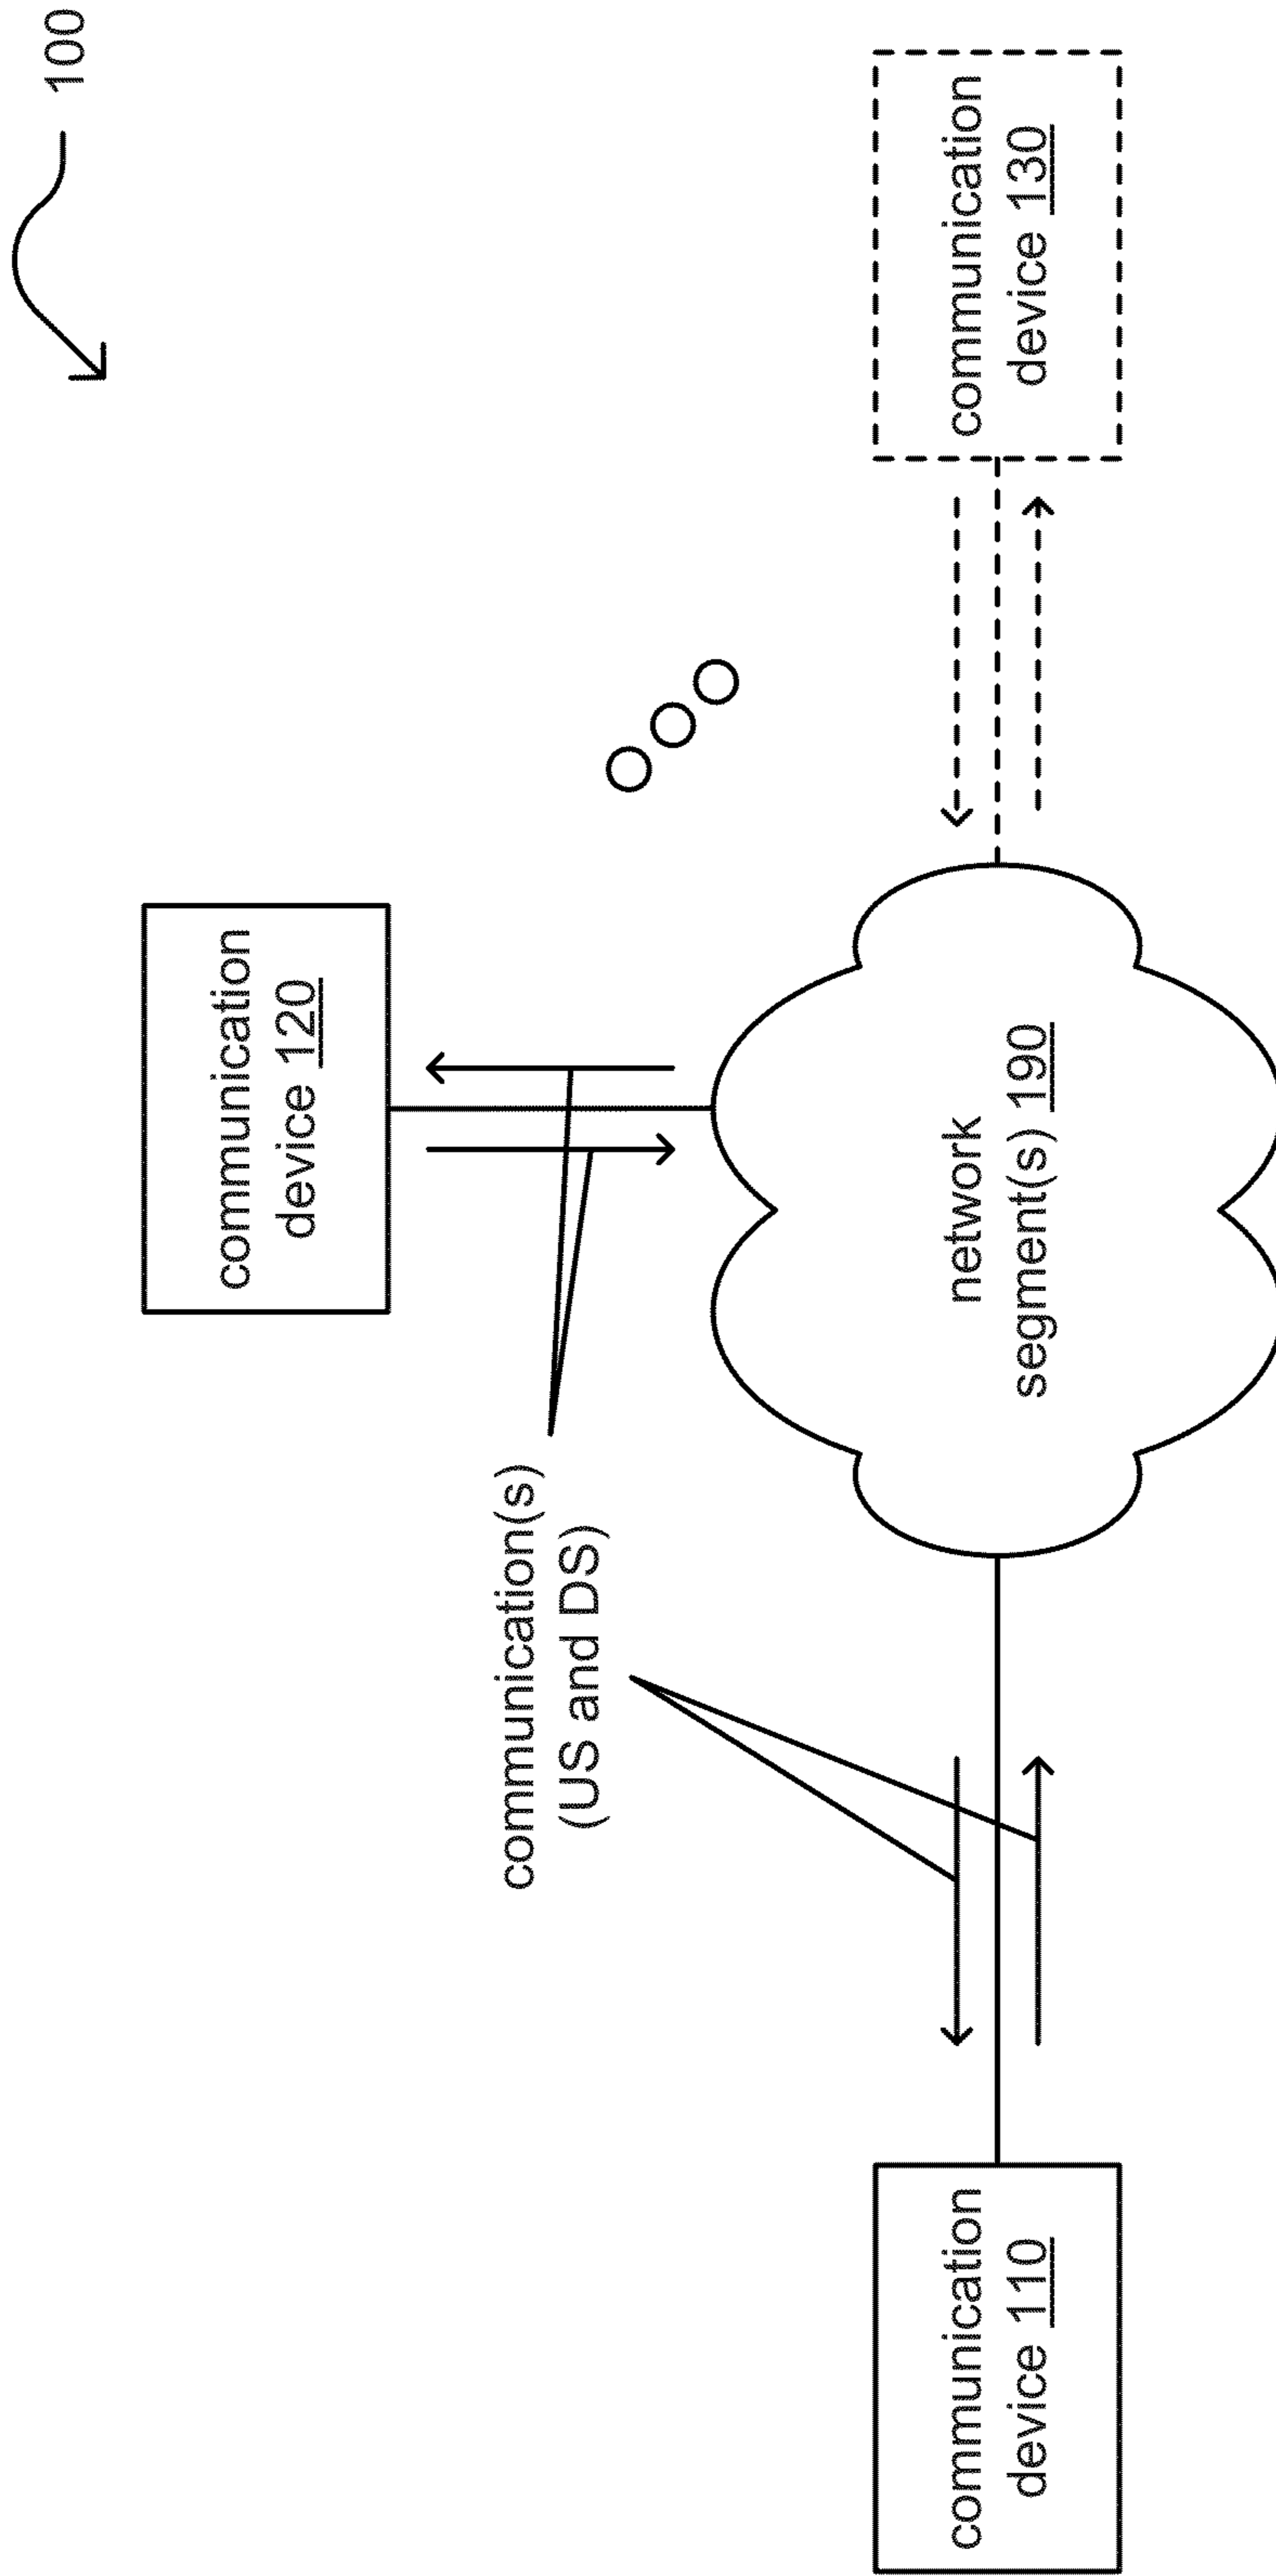 100
communication
device 120
communication(s)
(US and DS)
communication
device 110
network
segment(s) 190
communication
device 130